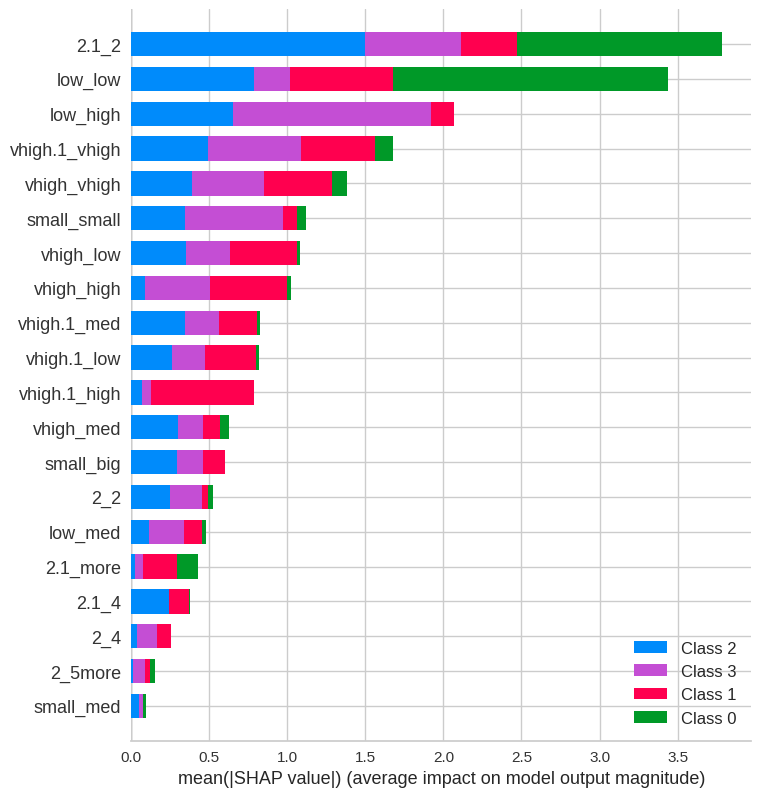 2.1_2
low_low
low_high
vhigh.1_vhigh
vhigh_vhigh
small_small
vhigh_low
vhigh_high
vhigh.1_med
vhigh.1_low
vhigh.1_high
vhigh_med
small_big
2_2
low_med
2.1_more
2.1_4
2_4
2_5more
small_med
Class 2
Class 3
Class 1
Class 0
0.0 0.5 1.0 1.5 2.0 2.5 3.0 3.5
mean(|SHAP value|) (average impact on model output magnitude)